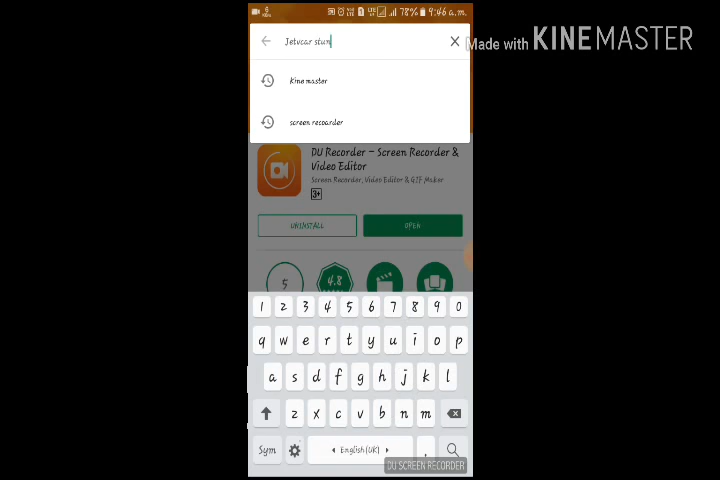 78% 9:46 a.m.
Jetvcar stun
Made with KINEMASTER
Kine master
screen recoarder
DU Recorder – Screen Recorder &
Video Editor
Screen Recorder, Video Editor & GIF Maker
3+
UNINSTALL OPEN
5 4.8
1 2 3 4 5 6 7 8 9 0
q w e r t y u i o p
a s d f g h j k l
z x c v b n m
Sym English (UK) .
DU SCREEN RECORDER